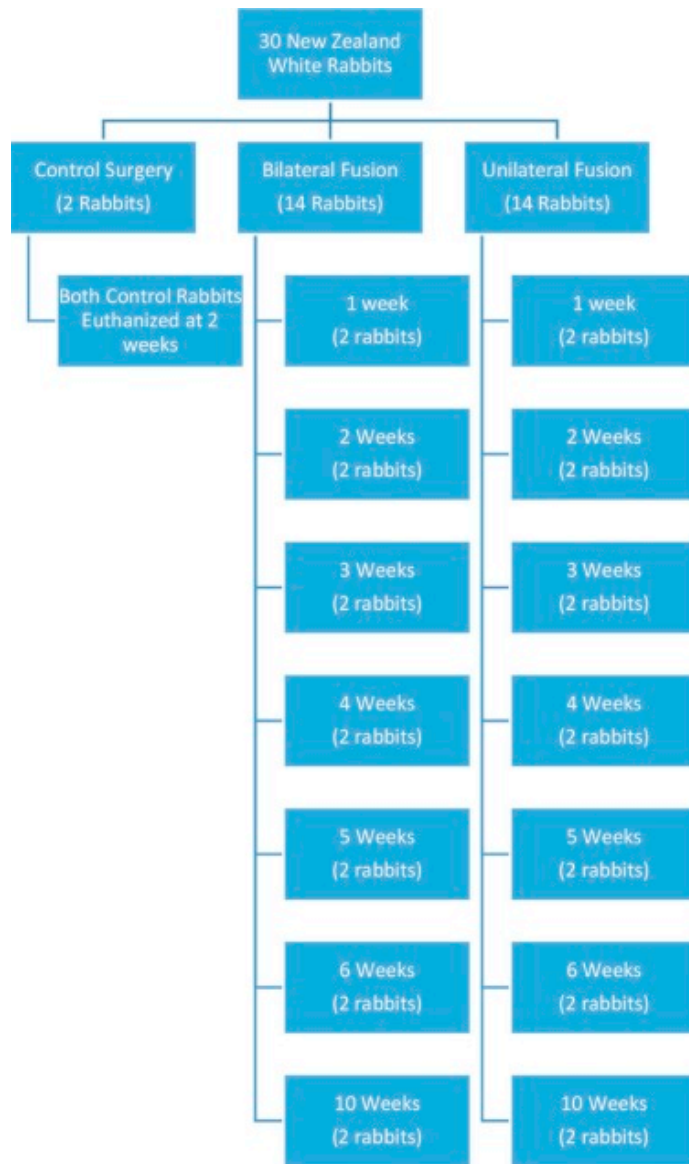 30 New Zealand
White Rabbits
Control Surgery
(2 Rabbits)
Bilateral Fusion
(14 Rabbits)
Unilateral Fusion
(14 Rabbits)
Both Control Rabbits
Euthanized at 2
weeks
1 week
(2 rabbits)
1 week
(2 rabbits)
2 Weeks
(2 rabbits)
2 Weeks
(2 rabbits)
3 Weeks
(2 rabbits)
3 Weeks
(2 rabbits)
4 Weeks
(2 rabbits)
4 Weeks
(2 rabbits)
5 Weeks
(2 rabbits)
5 Weeks
(2 rabbits)
6 Weeks
(2 rabbits)
6 Weeks
(2 rabbits)
10 Weeks
(2 rabbits)
10 Weeks
(2 rabbits)